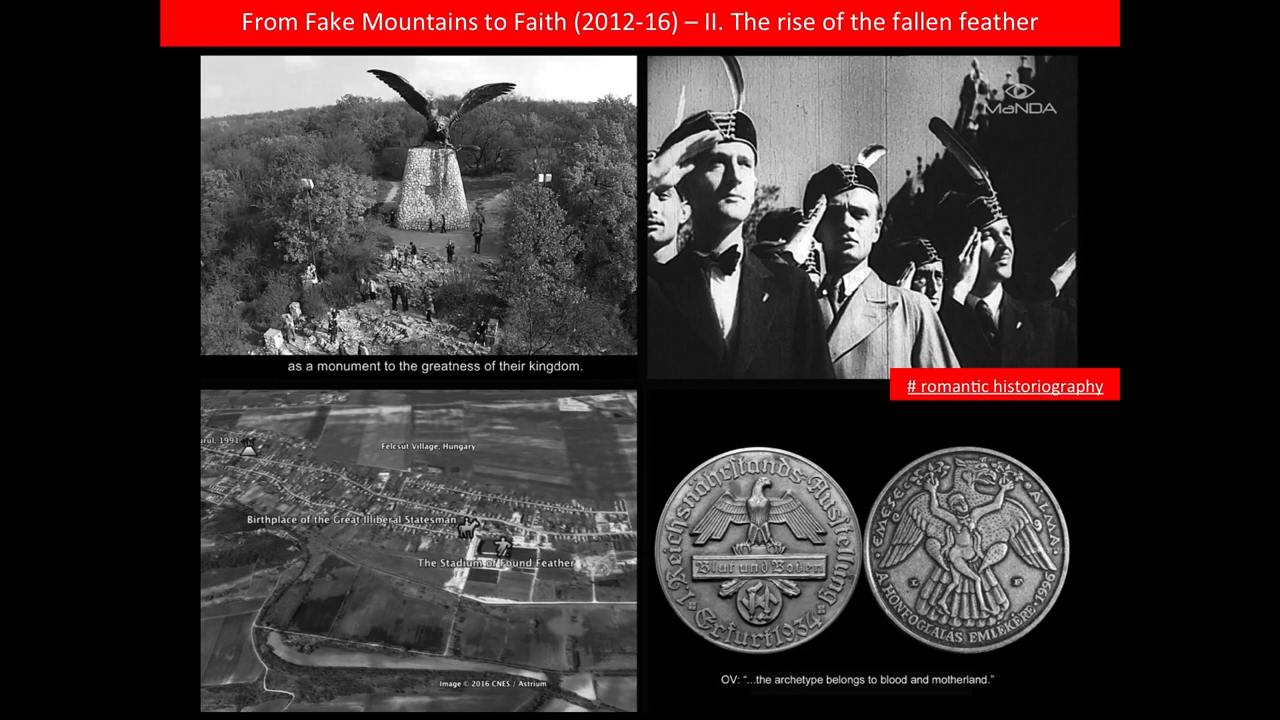 From Fake Mountains to Faith (2012-16) – II. The rise of the fallen feather
MaNDA
as a monument to the greatness of their kingdom.
# romantic historiography
urul, 1991
Felcsut Village, Hungary
Birthplace of the Great Illiberal Statesman
The Stadium of Found Feather
Image © 2016 CNES / Astrium
1. Reichsnährstands-Ausstellung
Blut und Boden
Erfurt 1934
EMESE ÁLMA
A HONFOGLALÁS EMLÉKÉRE·1996
OV: “...the archetype belongs to blood and motherland.”